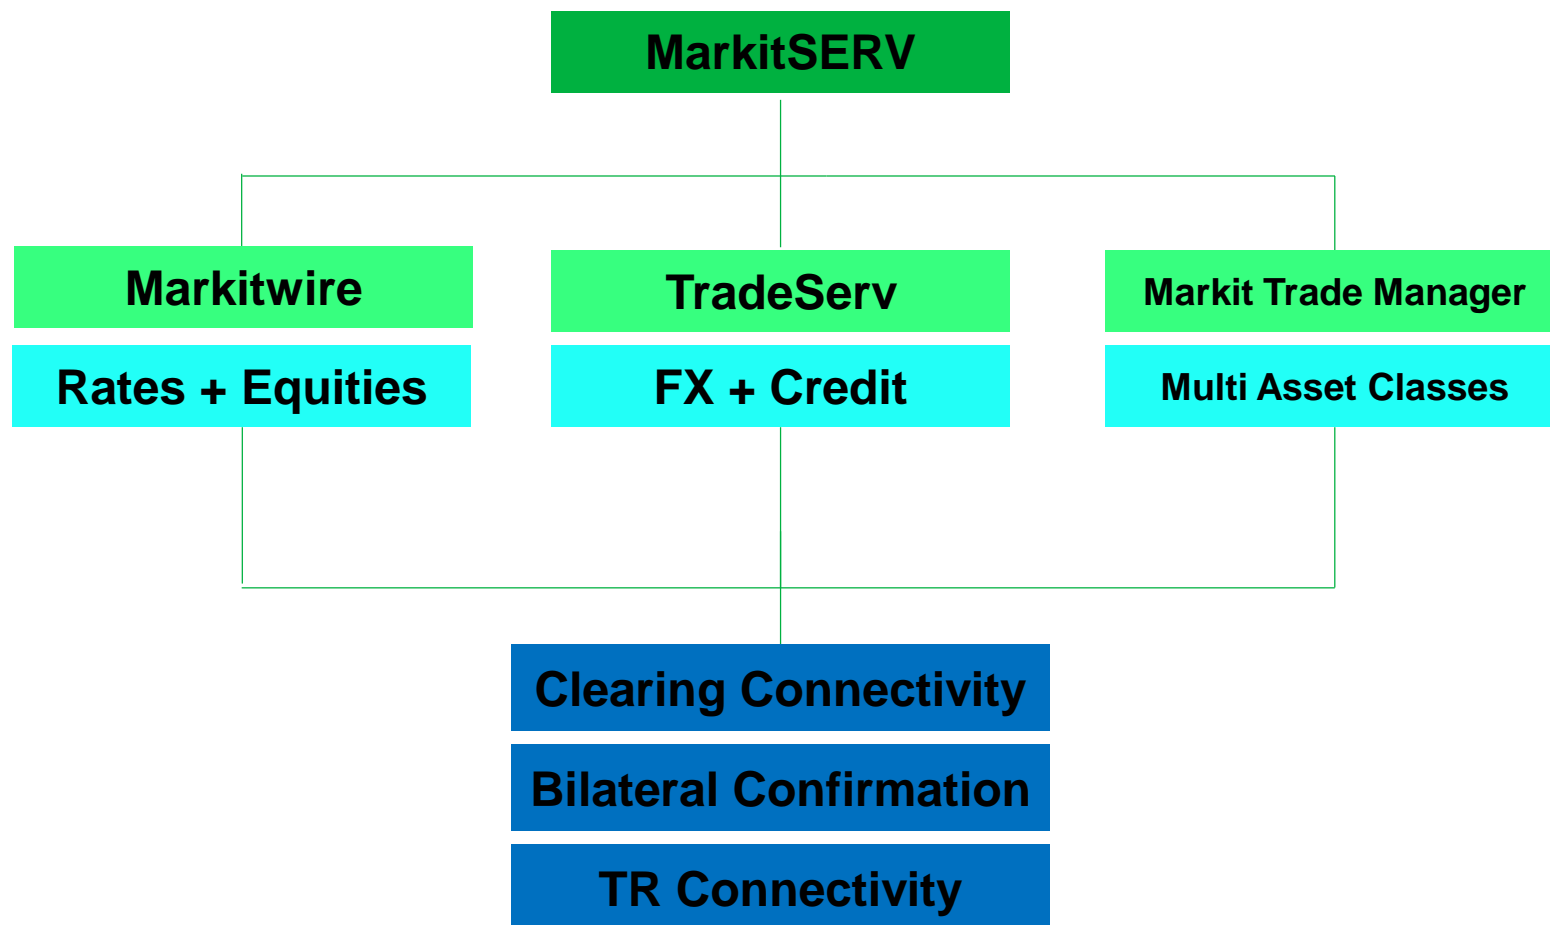 MarkitSERV
Markitwire
TradeServ
Markit Trade Manager
Rates + Equities
FX + Credit
Multi Asset Classes
Clearing Connectivity
Bilateral Confirmation
TR Connectivity